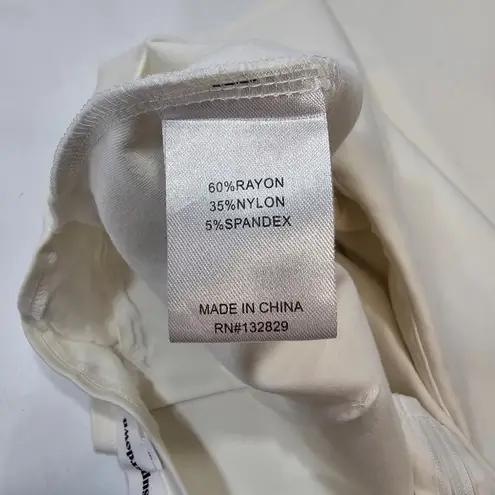 60%RAYON
35%NYLON
5%SPANDEX
MADE IN CHINA
RN#132829